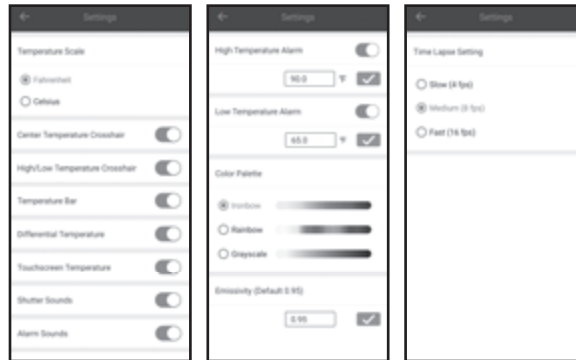 Settings
Temperature Scale
Fahrenheit
Celsius
Center Temperature Crosshair
High/Low Temperature Crosshair
Temperature Bar
Differential Temperature
Touchscreen Temperature
Shutter Sounds
Alarm Sounds
Settings
High Temperature Alarm
90.0 °F
Low Temperature Alarm
65.0 °F
Color Palette
Ironbow
Rainbow
Grayscale
Emissivity (Default 0.95)
0.95
Settings
Time Lapse Setting
Slow (4 fps)
Medium (8 fps)
Fast (16 fps)